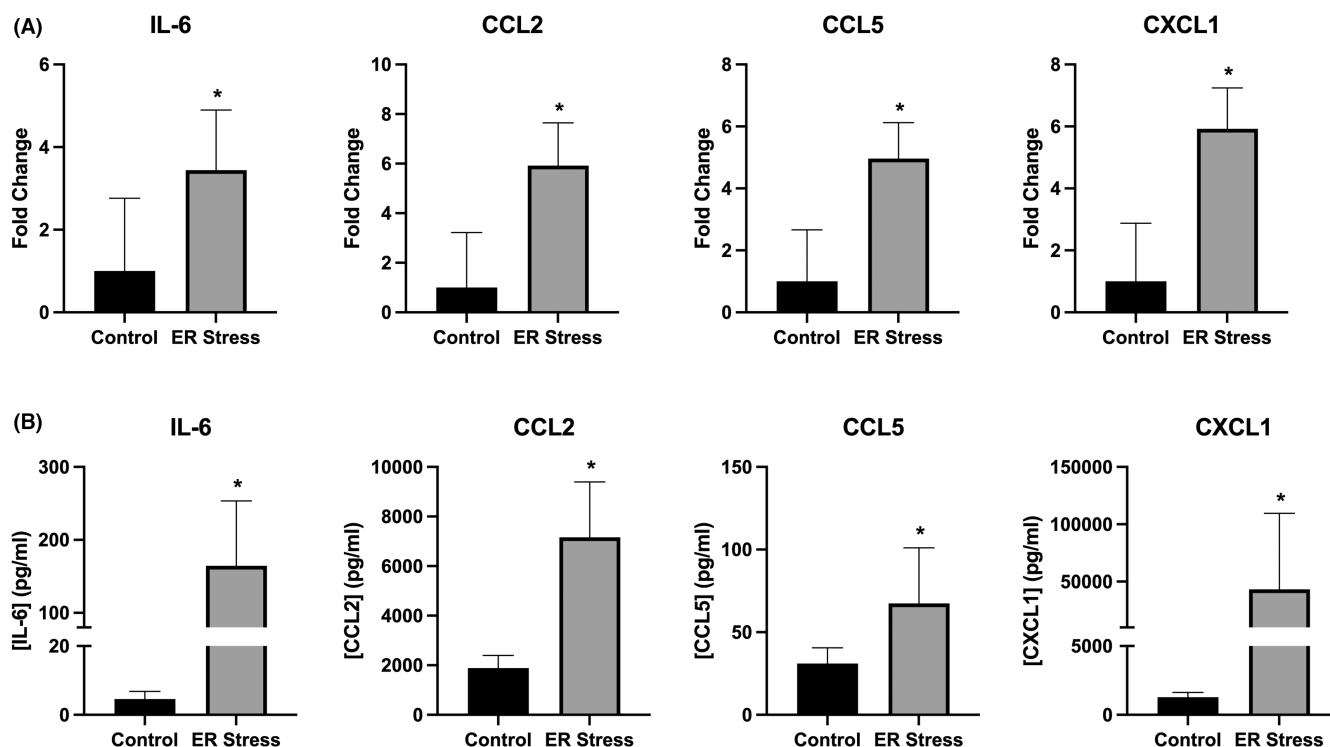 (A)
IL-6
CCL2
CCL5
CXCL1
Fold Change
6
4
2
0
*
Control ER Stress
Fold Change
10
8
6
4
2
0
*
Control ER Stress
Fold Change
8
6
4
2
0
*
Control ER Stress
Fold Change
8
6
4
2
0
*
Control ER Stress
(B)
IL-6
CCL2
CCL5
CXCL1
[IL-6] (pg/ml)
300
200
100
20
0
*
Control ER Stress
[CCL2] (pg/ml)
10000
8000
6000
4000
2000
0
*
Control ER Stress
[CCL5] (pg/ml)
150
100
50
0
*
Control ER Stress
[CXCL1] (pg/ml)
150000
100000
50000
5000
0
*
Control ER Stress